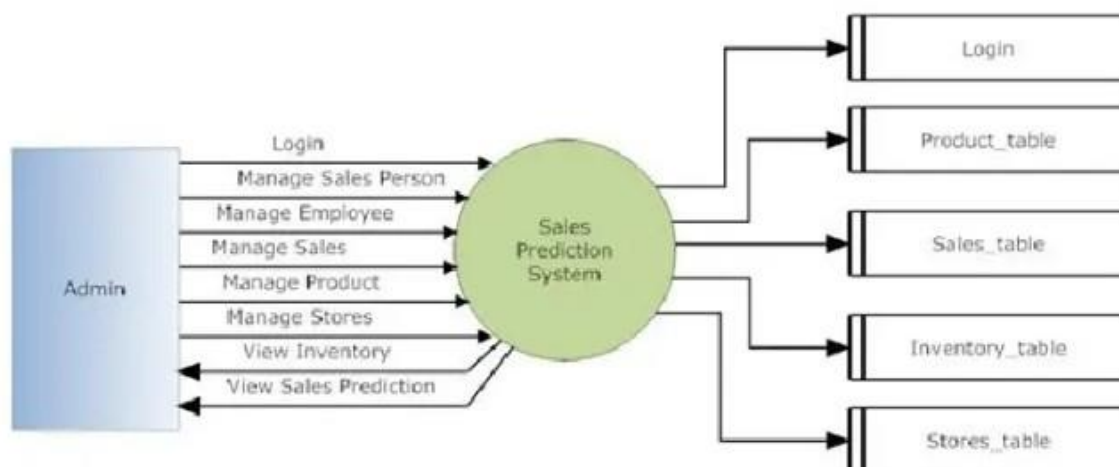 Login
Product_table
Sales_table
Inventory_table
Stores_table
Admin
Login
Manage Sales Person
Manage Employee
Manage Sales
Manage Product
Manage Stores
View Inventory
View Sales Prediction
Sales
Prediction
System